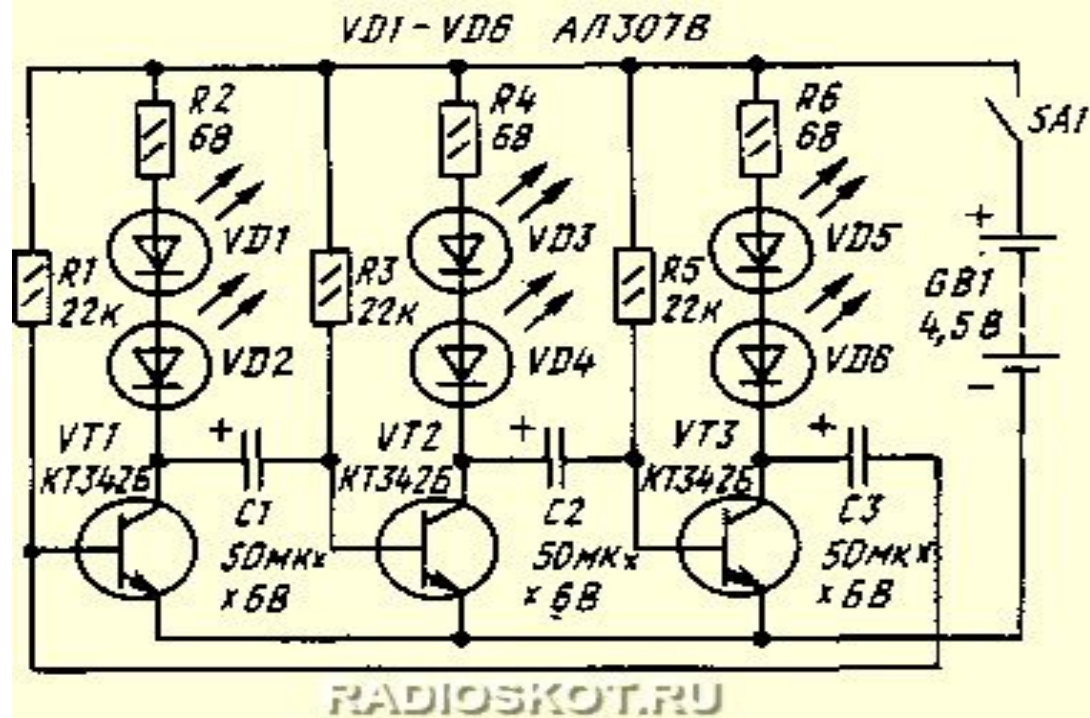 VD1-VD6 АЛ307В
R2
68
R4
68
R6
68
SA1
VD1
VD3
VD5
+
R1
22к
R3
22к
R5
22к
GB1
4,5В
VD2
VD4
VD6
-
VT1
КТ342Б
+
VT2
КТ342Б
+
VT3
КТ342Б
+
C1
50мк×
×6В
C2
50мк×
×6В
C3
50мк×
×6В
RADIOSKOT.RU